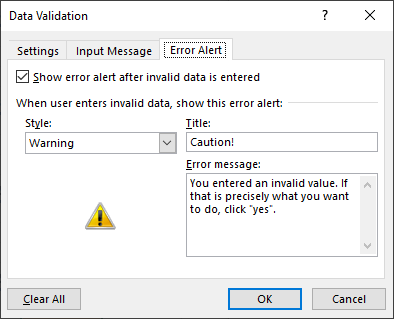 Data Validation ? ×
Settings Input Message Error Alert
Show error alert after invalid data is entered
When user enters invalid data, show this error alert:
Style: Title:
Warning Caution!
Error message:
You entered an invalid value. If
that is precisely what you want
to do, click "yes".
Clear All OK Cancel